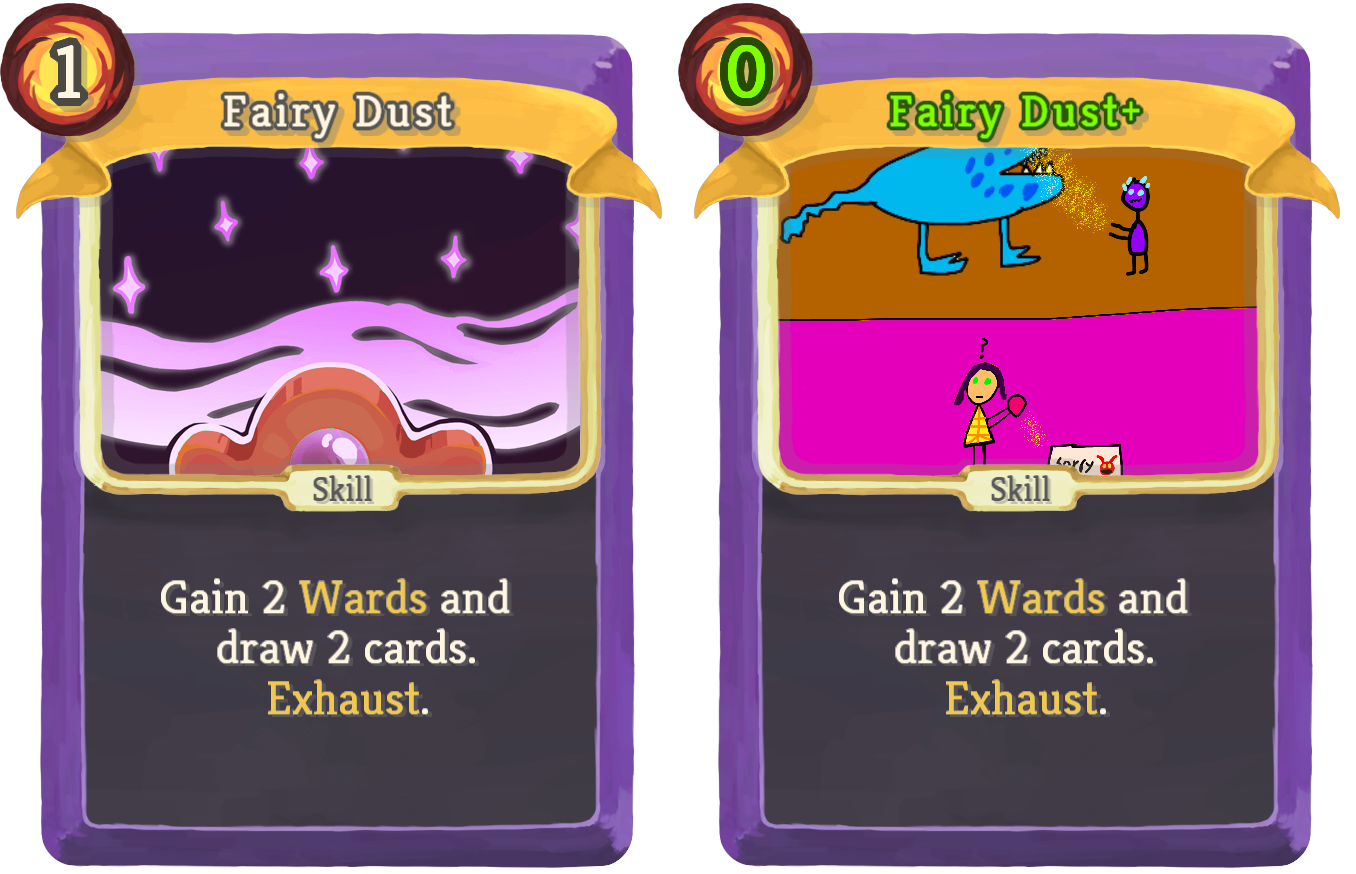 1
Fairy Dust
Skill
Gain 2 Wards and
draw 2 cards.
Exhaust.
0
Fairy Dust+
?
Sorry
Skill
Gain 2 Wards and
draw 2 cards.
Exhaust.